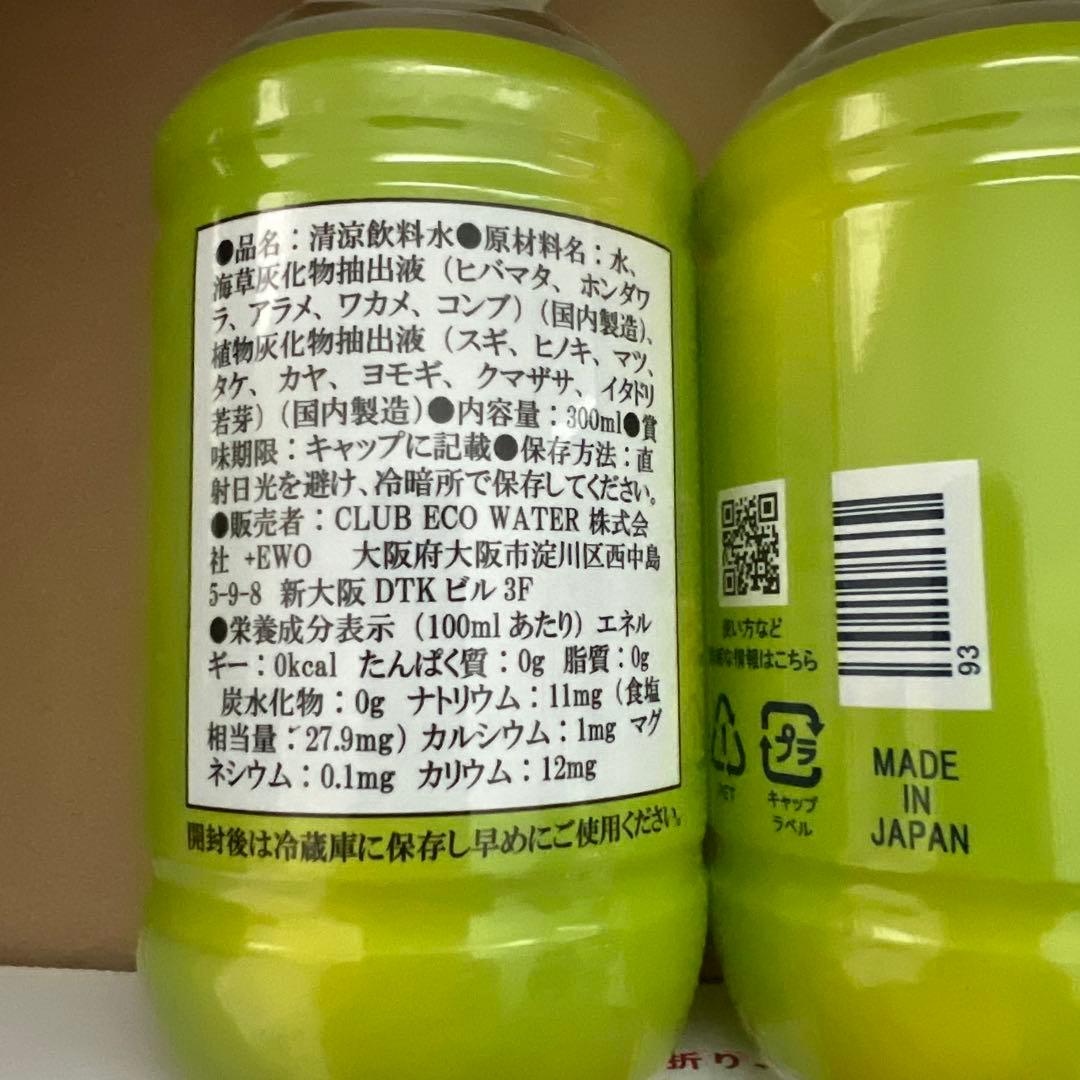 ●品名：清涼飲料水●原材料名：水、
海草灰化物抽出液（ヒバマタ、ホンダワ
ラ、アラメ、ワカメ、コンブ）（国内製造）、
植物灰化物抽出液（スギ、ヒノキ、マツ、
タケ、カヤ、ヨモギ、クマザサ、イタドリ
若芽）（国内製造）●内容量：300ml●賞
味期限：キャップに記載●保存方法：直
射日光を避け、冷暗所で保存してください。
●販売者：CLUB ECO WATER 株式会
社 +EWO 大阪府大阪市淀川区西中島
5-9-8 新大阪 DTK ビル 3F
●栄養成分表示（100ml あたり）エネル
ギー：0kcal たんぱく質：0g 脂質：0g
炭水化物：0g ナトリウム：11mg（食塩
相当量：27.9mg）カルシウム：1mg マグ
ネシウム：0.1mg カリウム：12mg
開封後は冷蔵庫に保存し早めにご使用ください。
使い方など
な情報はこちら
93
1
プラ
キャップ
ラベル
MADE
IN
JAPAN
折り